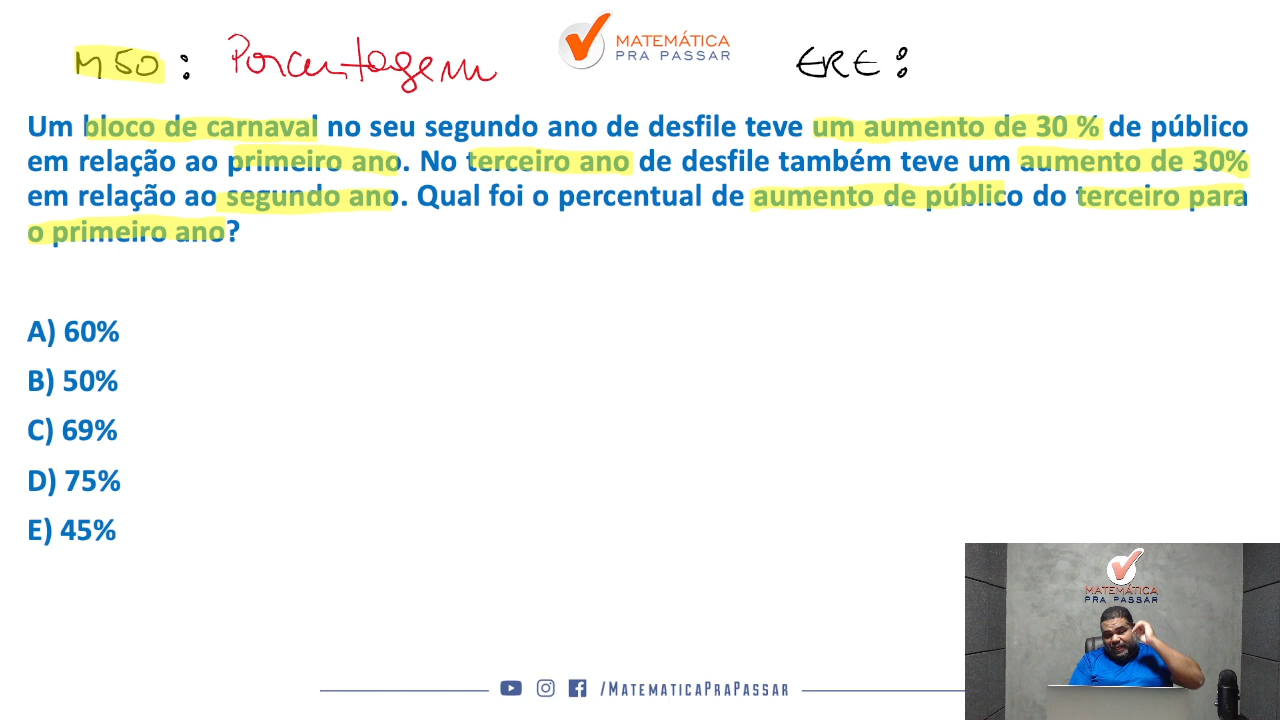 M50 : Porcentagem
MATEMÁTICA
PRA PASSAR
ERE :
Um bloco de carnaval no seu segundo ano de desfile teve um aumento de 30 % de público
em relação ao primeiro ano. No terceiro ano de desfile também teve um aumento de 30%
em relação ao segundo ano. Qual foi o percentual de aumento de público do terceiro para
o primeiro ano?
A) 60%
B) 50%
C) 69%
D) 75%
E) 45%
MATEMÁTICA
PRA PASSAR
/MATEMATICAPRAPASSAR